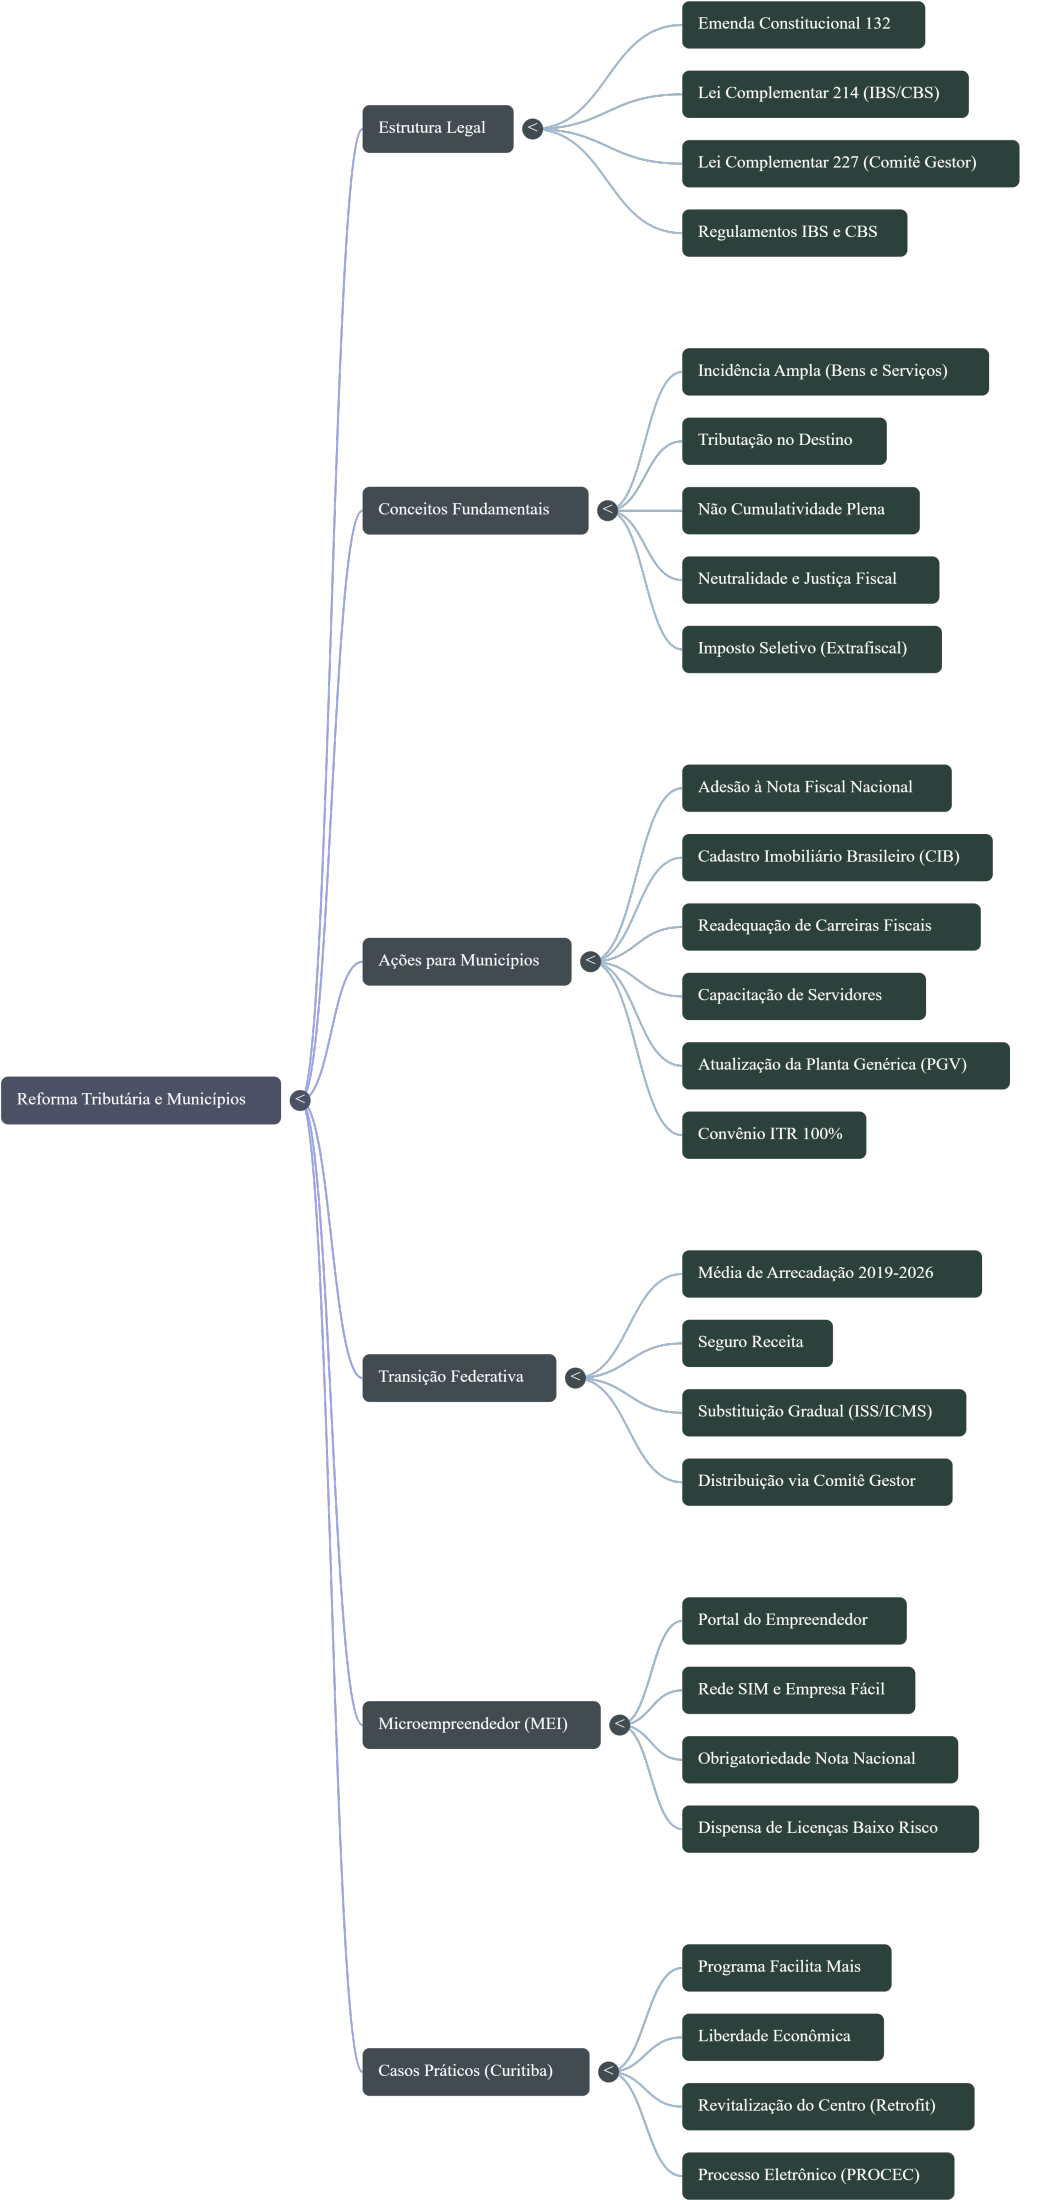 Reforma Tributária e Municípios
<
Estrutura Legal
<
Emenda Constitucional 132
Lei Complementar 214 (IBS/CBS)
Lei Complementar 227 (Comitê Gestor)
Regulamentos IBS e CBS
Conceitos Fundamentais
<
Incidência Ampla (Bens e Serviços)
Tributação no Destino
Não Cumulatividade Plena
Neutralidade e Justiça Fiscal
Imposto Seletivo (Extrafiscal)
Ações para Municípios
<
Adesão à Nota Fiscal Nacional
Cadastro Imobiliário Brasileiro (CIB)
Readequação de Carreiras Fiscais
Capacitação de Servidores
Atualização da Planta Genérica (PGV)
Convênio ITR 100%
Transição Federativa
<
Média de Arrecadação 2019-2026
Seguro Receita
Substituição Gradual (ISS/ICMS)
Distribuição via Comitê Gestor
Microempreendedor (MEI)
<
Portal do Empreendedor
Rede SIM e Empresa Fácil
Obrigatoriedade Nota Nacional
Dispensa de Licenças Baixo Risco
Casos Práticos (Curitiba)
<
Programa Facilita Mais
Liberdade Econômica
Revitalização do Centro (Retrofit)
Processo Eletrônico (PROCEC)